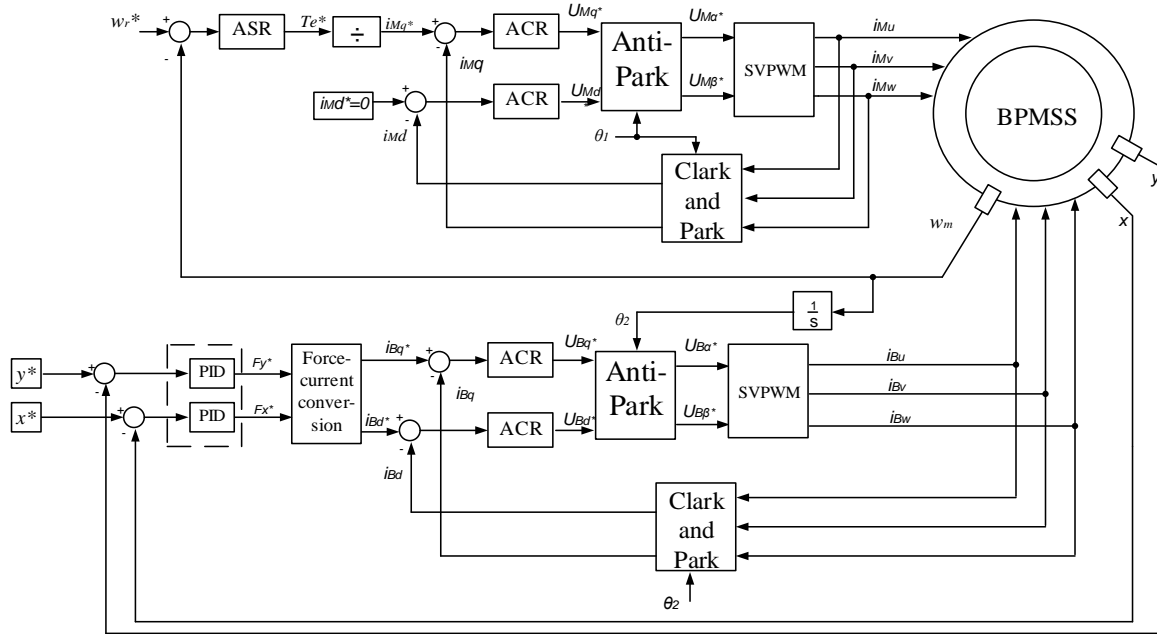 wr*
+
-
ASR
Te*
÷
iMq*
+
-
ACR
UMq*
Anti-
Park
UMα*
SVPWM
iMu
iMv
iMw
BPMSS
iMq
iMd*=0
+
-
iMd
ACR
UMd
UMβ*
θ1
Clark
and
Park
wm
x
y
1
s
θ2
y*
+
-
x*
+
-
PID
PID
Fy*
Fx*
Force-
current
conver-
sion
iBq*
iBd*
+
-
iBq
+
-
iBd
ACR
ACR
UBq*
UBd*
Anti-
Park
UBα*
UBβ*
SVPWM
iBu
iBv
iBw
Clark
and
Park
θ2